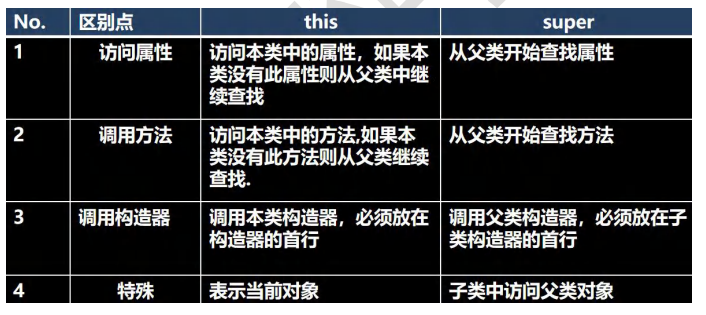 No. 区别点 this super
1 访问属性 访问本类中的属性，如果本类没有此属性则从父类中继续查找 从父类开始查找属性
2 调用方法 访问本类中的方法,如果本类没有此方法则从父类继续查找. 从父类开始查找方法
3 调用构造器 调用本类构造器，必须放在构造器的首行 调用父类构造器，必须放在子类构造器的首行
4 特殊 表示当前对象 子类中访问父类对象